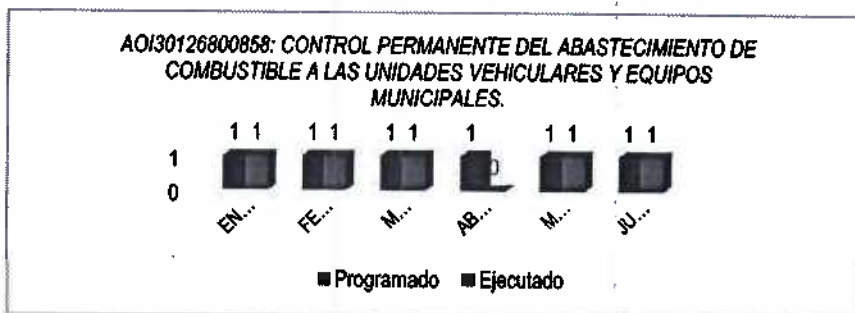 AOI30126800858: CONTROL PERMANENTE DEL ABASTECIMIENTO DE
COMBUSTIBLE A LAS UNIDADES VEHICULARES Y EQUIPOS
MUNICIPALES.
1 1 1 1 1 1 1 1 1 1 1
1
0
0
EN... FE... M... AB... M... JU...
Programado Ejecutado